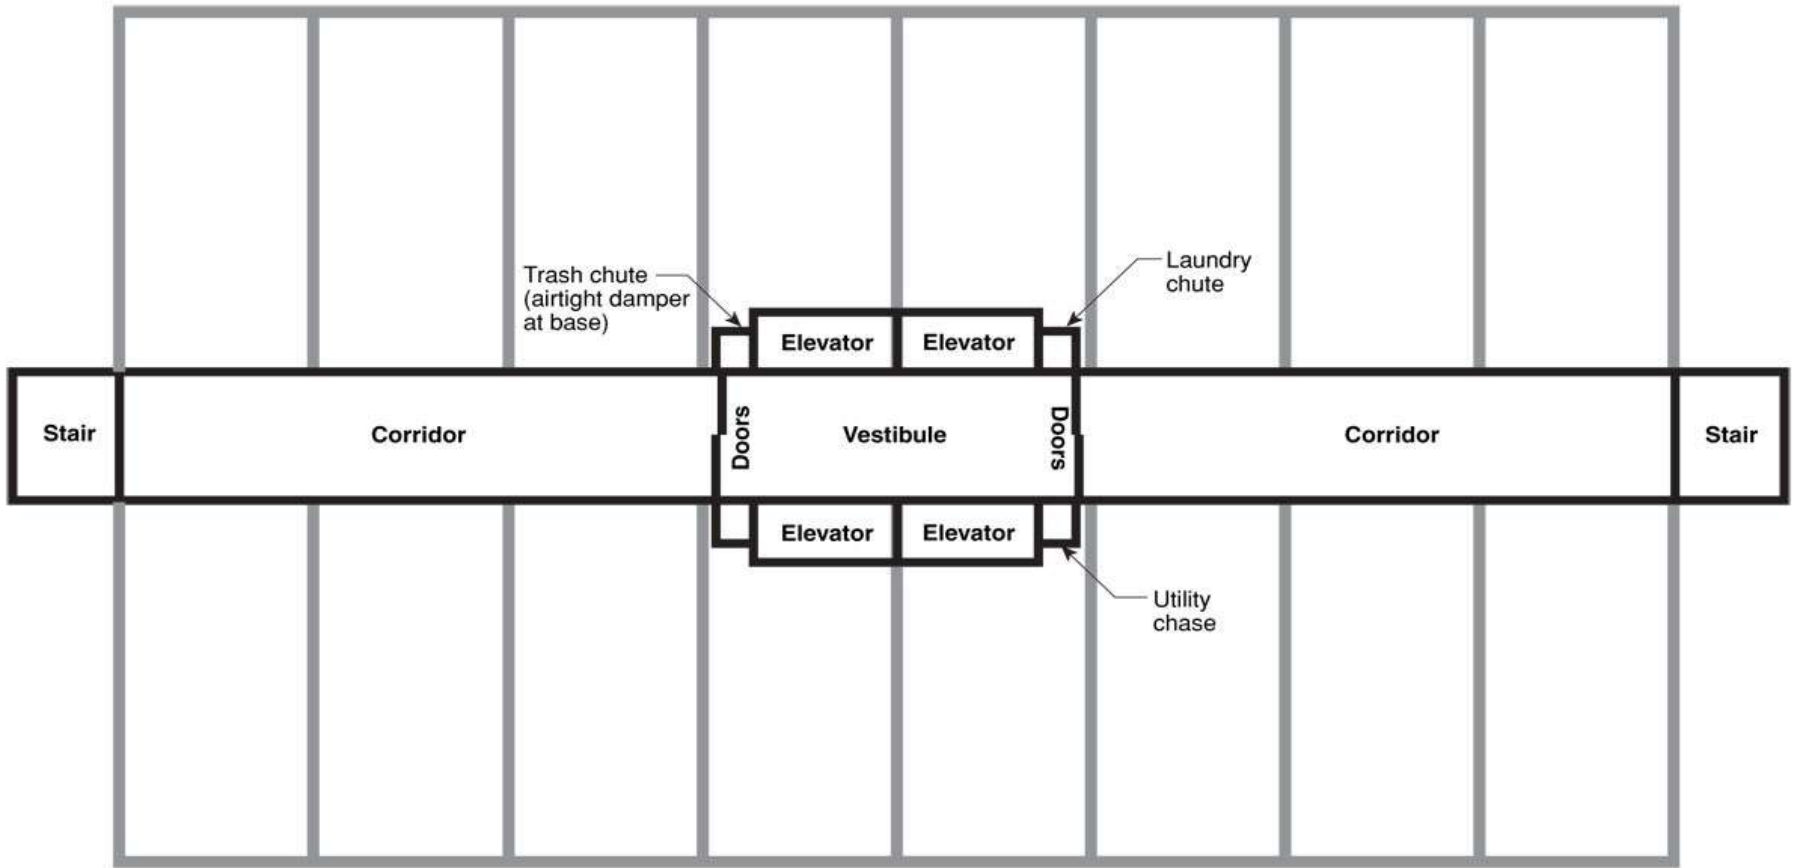 Trash chute
(airtight damper
at base)
Laundry
chute
Elevator
Elevator
Stair
Corridor
Doors
Vestibule
Doors
Corridor
Stair
Elevator
Elevator
Utility
chase